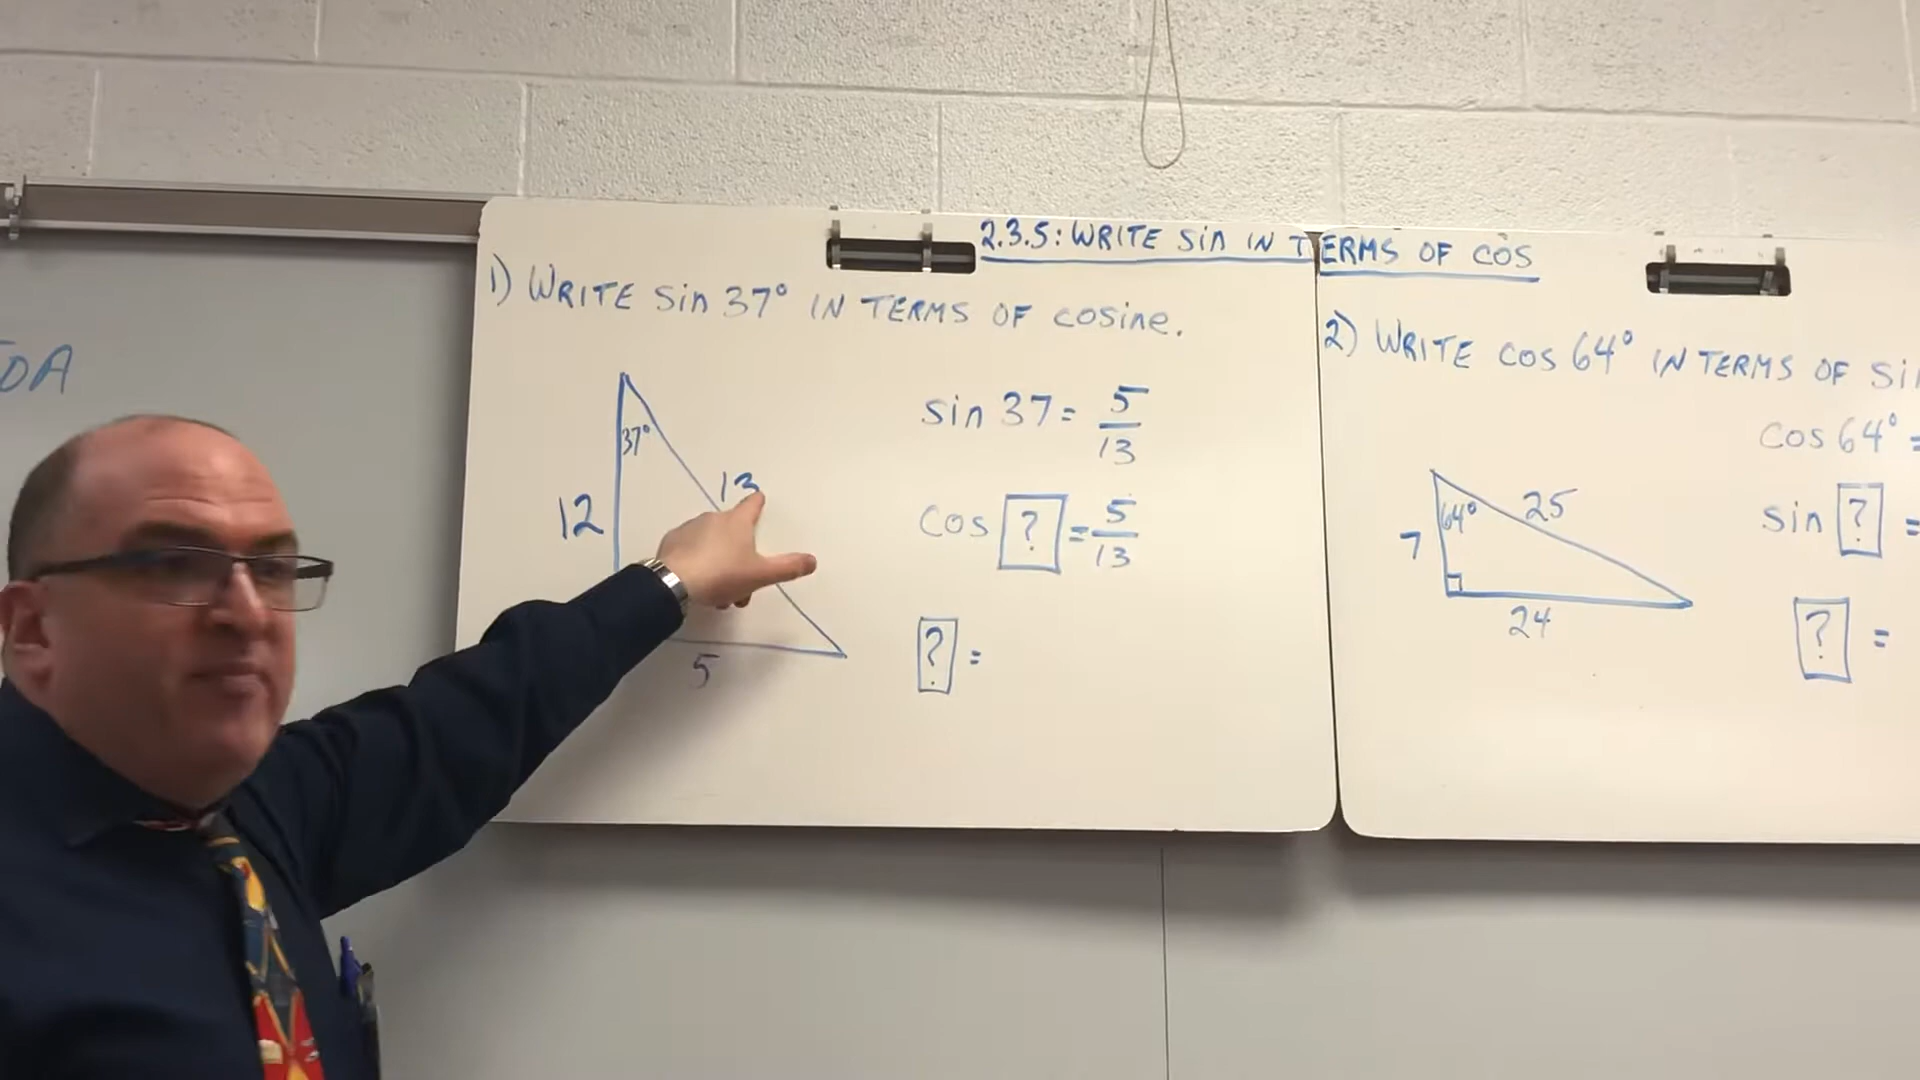 2.3.5: WRITE sin IN TERMS OF cos
1) WRITE sin 37° IN TERMS OF cosine.
37°
12
13
5
sin 37 = 5/13
cos ? = 5/13
? =
2) WRITE cos 64° IN TERMS OF
64°
7
25
24
cos 64° =
sin ? =
? =